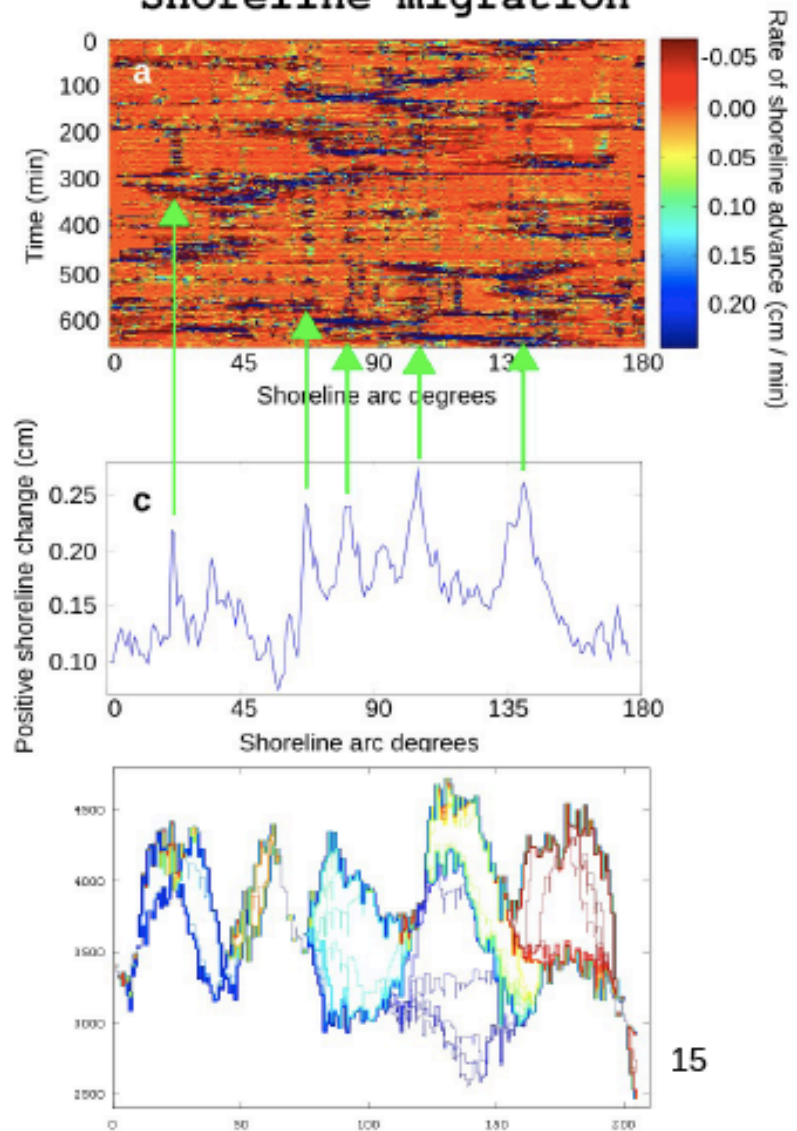 Shoreline migration
a
0
100
200
300
400
500
600
Time (min)
0 45 90 135 180
Shoreline arc degrees
-0.05
0.00
0.05
0.10
0.15
0.20
Rate of shoreline advance (cm / min)
c
0.25
0.20
0.15
0.10
Positive shoreline change (cm)
0 45 90 135 180
Shoreline arc degrees
4500
4000
3500
3000
2500
0 50 100 150 200
15